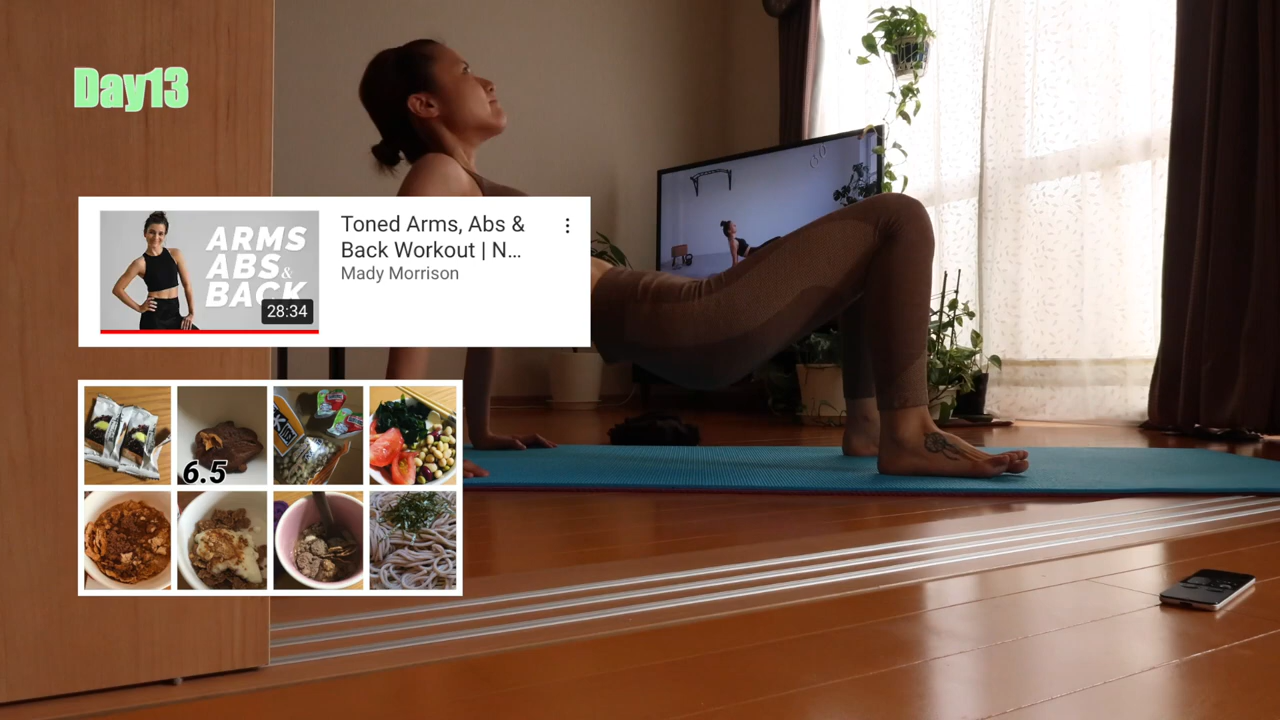 Day13
ARMS
ABS &
BACK
28:34
Toned Arms, Abs &
Back Workout | N...
Mady Morrison
6.5